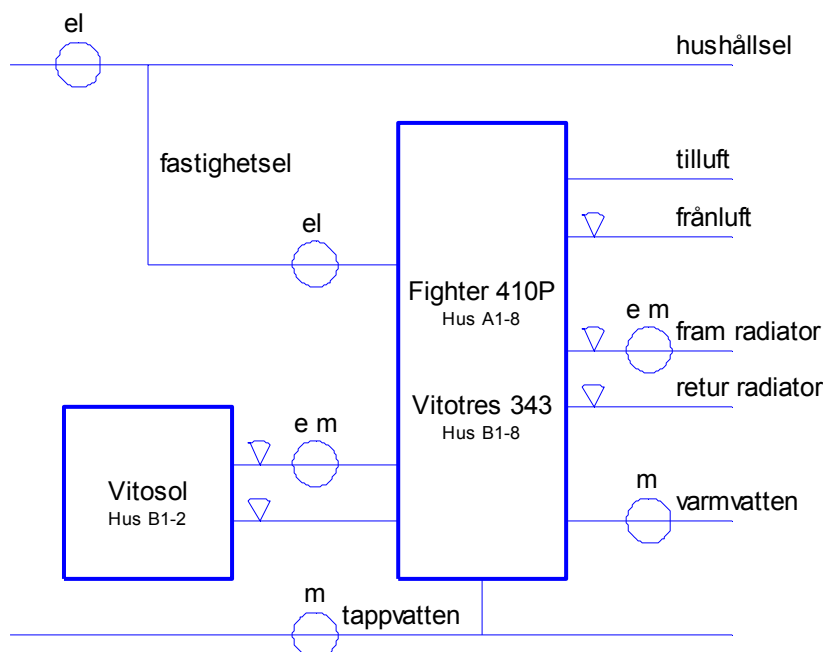 el
hushållsel
fastighetsel
tilluft
el
frånluft
Fighter 410P
Hus A1-8
e m
fram radiator
Vitotres 343
Hus B1-8
retur radiator
e m
Vitosol
Hus B1-2
m
varmvatten
m
tappvatten